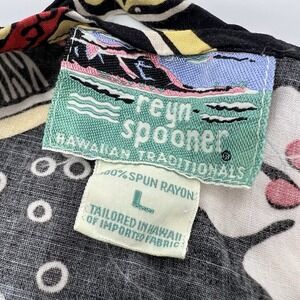 reyn
spooner®
HAWAIIAN TRADITIONALS
100% SPUN RAYON
L
TAILORED IN HAWAII
OF IMPORTED FABRIC